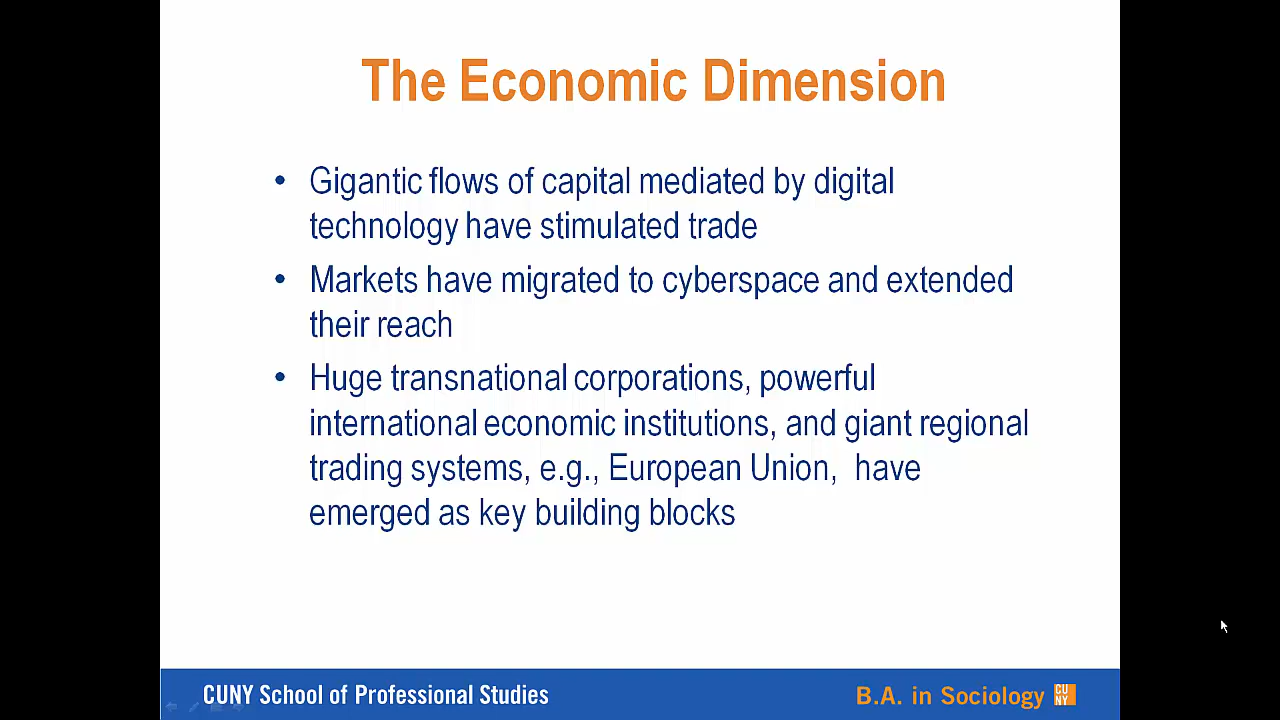 The Economic Dimension
• Gigantic flows of capital mediated by digital
technology have stimulated trade
• Markets have migrated to cyberspace and extended
their reach
• Huge transnational corporations, powerful
international economic institutions, and giant regional
trading systems, e.g., European Union,  have
emerged as key building blocks
CUNY School of Professional Studies
B.A. in Sociology CU
NY